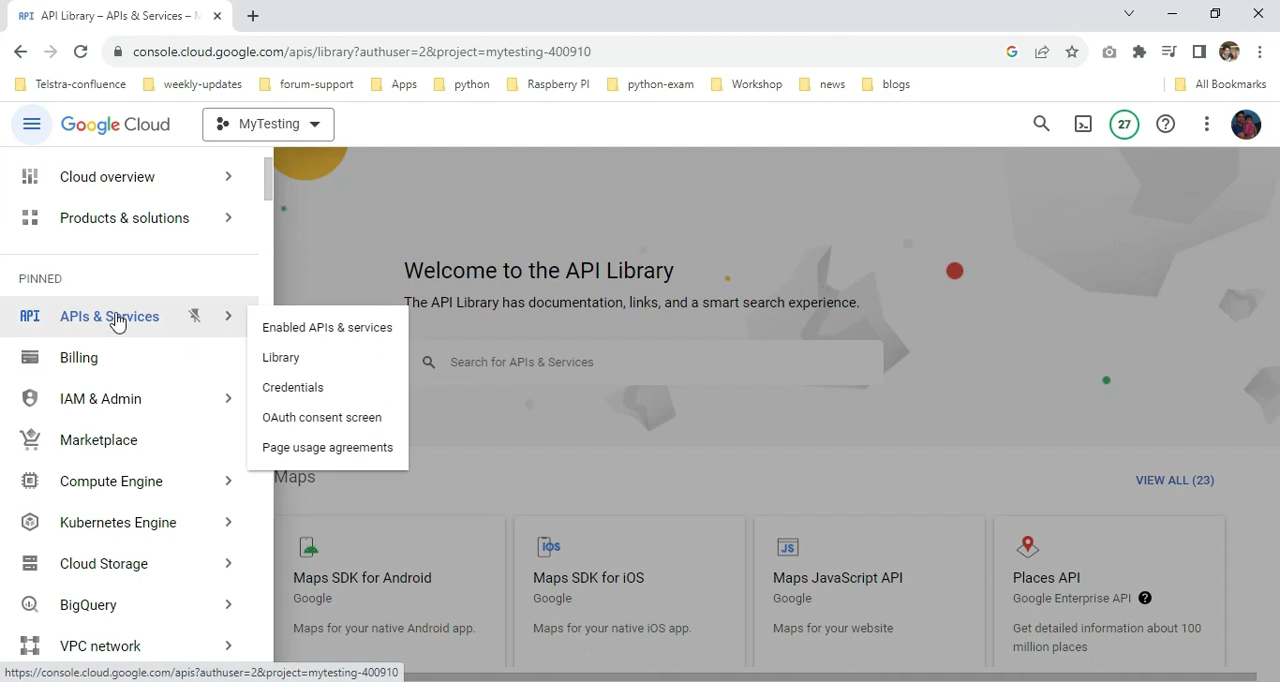 API API Library – APIs & Services – M
console.cloud.google.com/apis/library?authuser=2&project=mytesting-400910
Telstra-confluence weekly-updates forum-support Apps python Raspberry PI python-exam Workshop news blogs All Bookmarks
Google Cloud MyTesting 27
Cloud overview
Products & solutions
PINNED
API APIs & Services
Billing
IAM & Admin
Marketplace
Compute Engine
Kubernetes Engine
Cloud Storage
BigQuery
VPC network
Enabled APIs & services
Library
Credentials
OAuth consent screen
Page usage agreements
Welcome to the API Library
The API Library has documentation, links, and a smart search experience.
Search for APIs & Services
Maps
VIEW ALL (23)
Maps SDK for Android
Google
Maps for your native Android app.
iOS
Maps SDK for iOS
Google
Maps for your native iOS app.
JS
Maps JavaScript API
Google
Maps for your website
Places API
Google Enterprise API
Get detailed information about 100
million places
https://console.cloud.google.com/apis?authuser=2&project=mytesting-400910